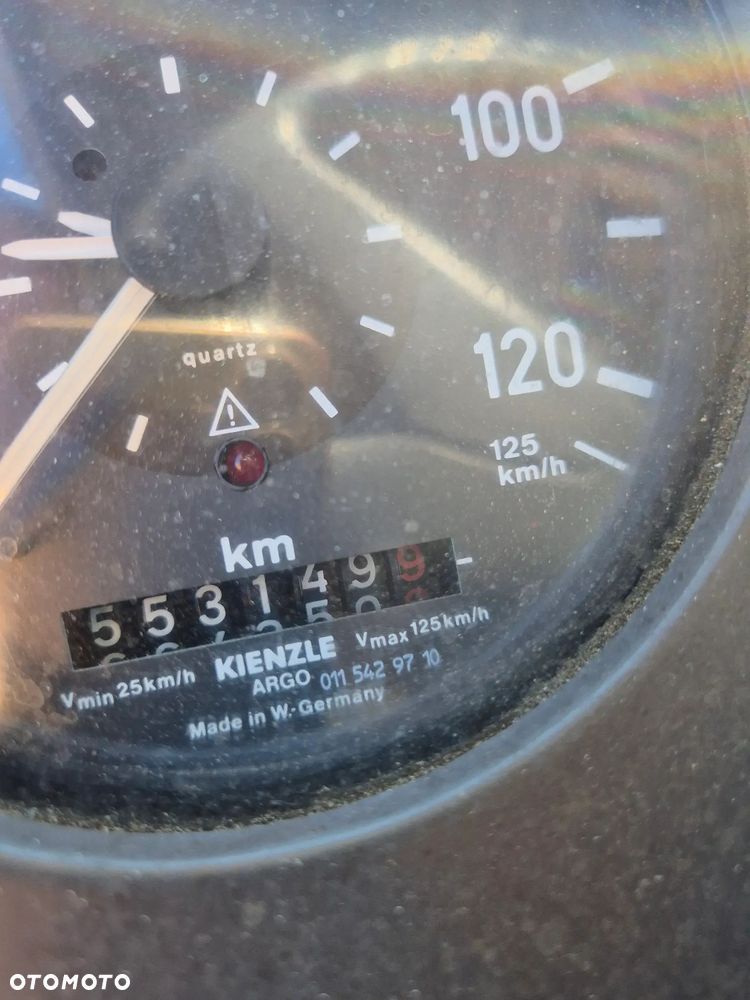 100
120
quartz
125
km/h
km
5531499
Vmin 25km/h KIENZLE Vmax 125km/h
ARGO 011 542 97 10
Made in W.-Germany
OTOMOTO